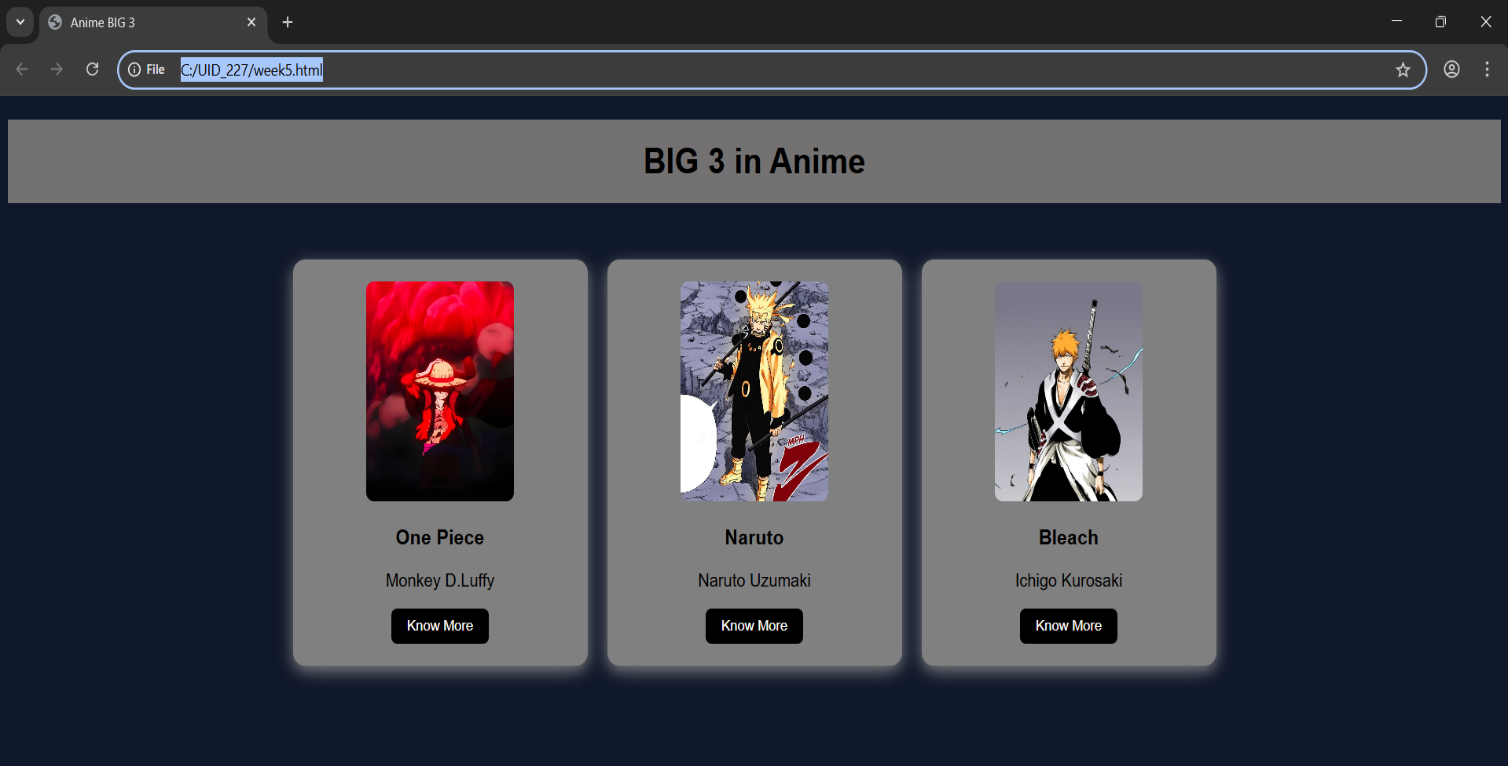 Anime BIG 3
File C:/UID_227/week5.html
BIG 3 in Anime
MPH
One Piece
Monkey D.Luffy
Know More
Naruto
Naruto Uzumaki
Know More
Bleach
Ichigo Kurosaki
Know More